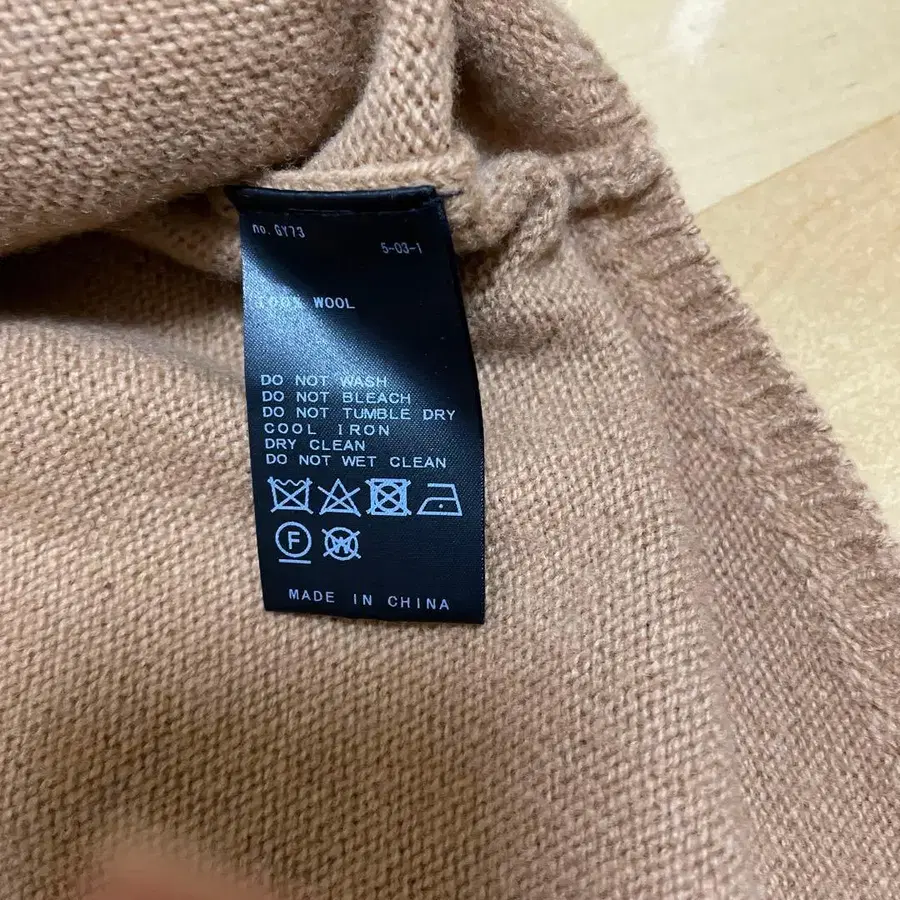 no. GY73
5-03-1
100% WOOL
DO NOT WASH
DO NOT BLEACH
DO NOT TUMBLE DRY
COOL IRON
DRY CLEAN
DO NOT WET CLEAN
F W
MADE IN CHINA